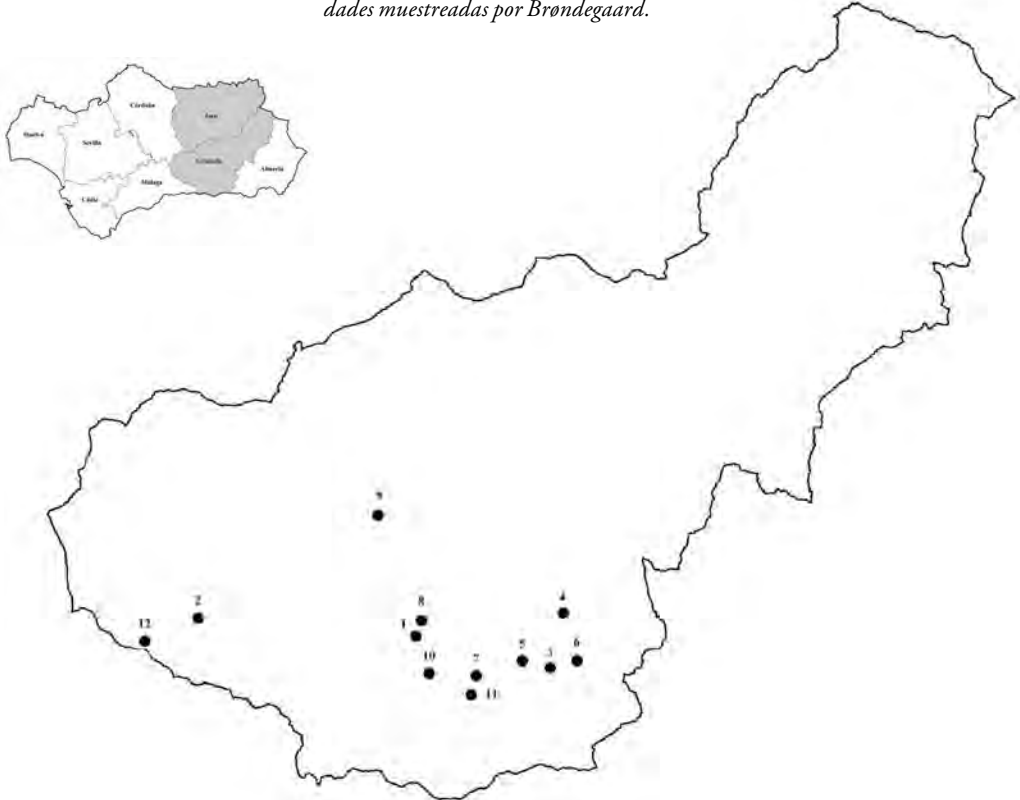 dades muestreadas por Brøndegaard.
Córdoba
Jaén
Huelva
Sevilla
Granada
Almería
Málaga
Cádiz
9
2
8
4
12
1
10
7
5
3
6
11